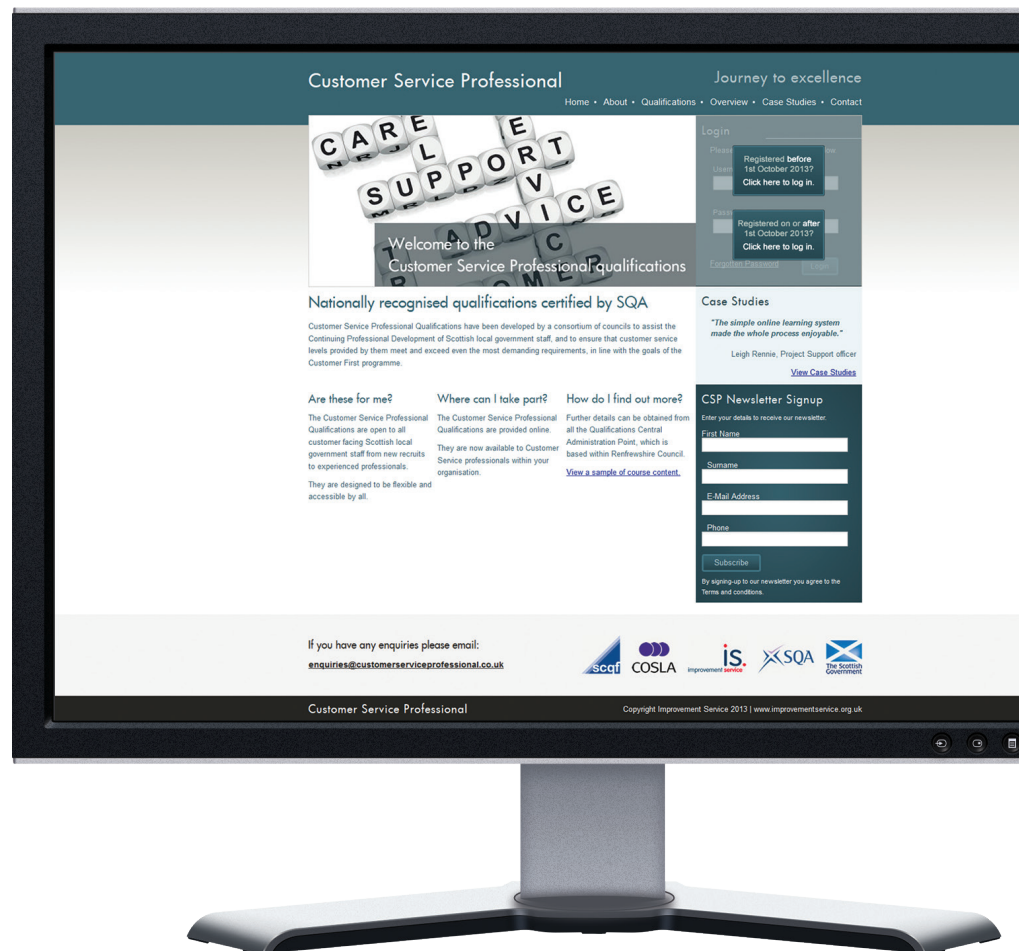 Customer Service Professional
Journey to excellence
Home • About • Qualifications • Overview • Case Studies • Contact
CARE
HELP
SUPPORT
SERVICE
ADVICE
Welcome to the
Customer Service Professional qualifications
Login
Please
Registered before
1st October 2013?
Click here to log in.
Registered on or after
1st October 2013?
Click here to log in.
Forgotten Password
Login
Nationally recognised qualifications certified by SQA
Customer Service Professional Qualifications have been developed by a consortium of councils to assist the
Continuing Professional Development of Scottish local government staff, and to ensure that customer service
levels provided by them meet and exceed even the most demanding requirements, in line with the goals of the
Customer First programme.
Are these for me?
The Customer Service Professional
Qualifications are open to all
customer facing Scottish local
government staff from new recruits
to experienced professionals.
They are designed to be flexible and
accessible by all.
Where can I take part?
The Customer Service Professional
Qualifications are provided online.
They are now available to Customer
Service professionals within your
organisation.
How do I find out more?
Further details can be obtained from
all the Qualifications Central
Administration Point, which is
based within Renfrewshire Council.
View a sample of course content.
Case Studies
"The simple online learning system
made the whole process enjoyable."
Leigh Rennie, Project Support officer
View Case Studies
CSP Newsletter Signup
Enter your details to receive our newsletter.
First Name
Surname
E-Mail Address
Phone
Subscribe
By signing-up to our newsletter you agree to the
Terms and conditions.
If you have any enquiries please email:
enquiries@customerserviceprofessional.co.uk
scqf
COSLA
improvement service is.
SQA
The Scottish
Government
Customer Service Professional
Copyright Improvement Service 2013 | www.improvementservice.org.uk